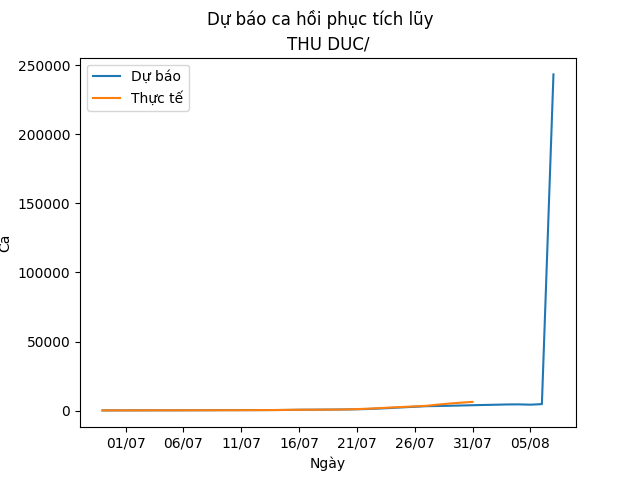 Dự báo ca hồi phục tích lũy
THU DUC/
Dự báo
Thực tế
250000
200000
150000
100000
50000
0
Ca
01/07 06/07 11/07 16/07 21/07 26/07 31/07 05/08
Ngày